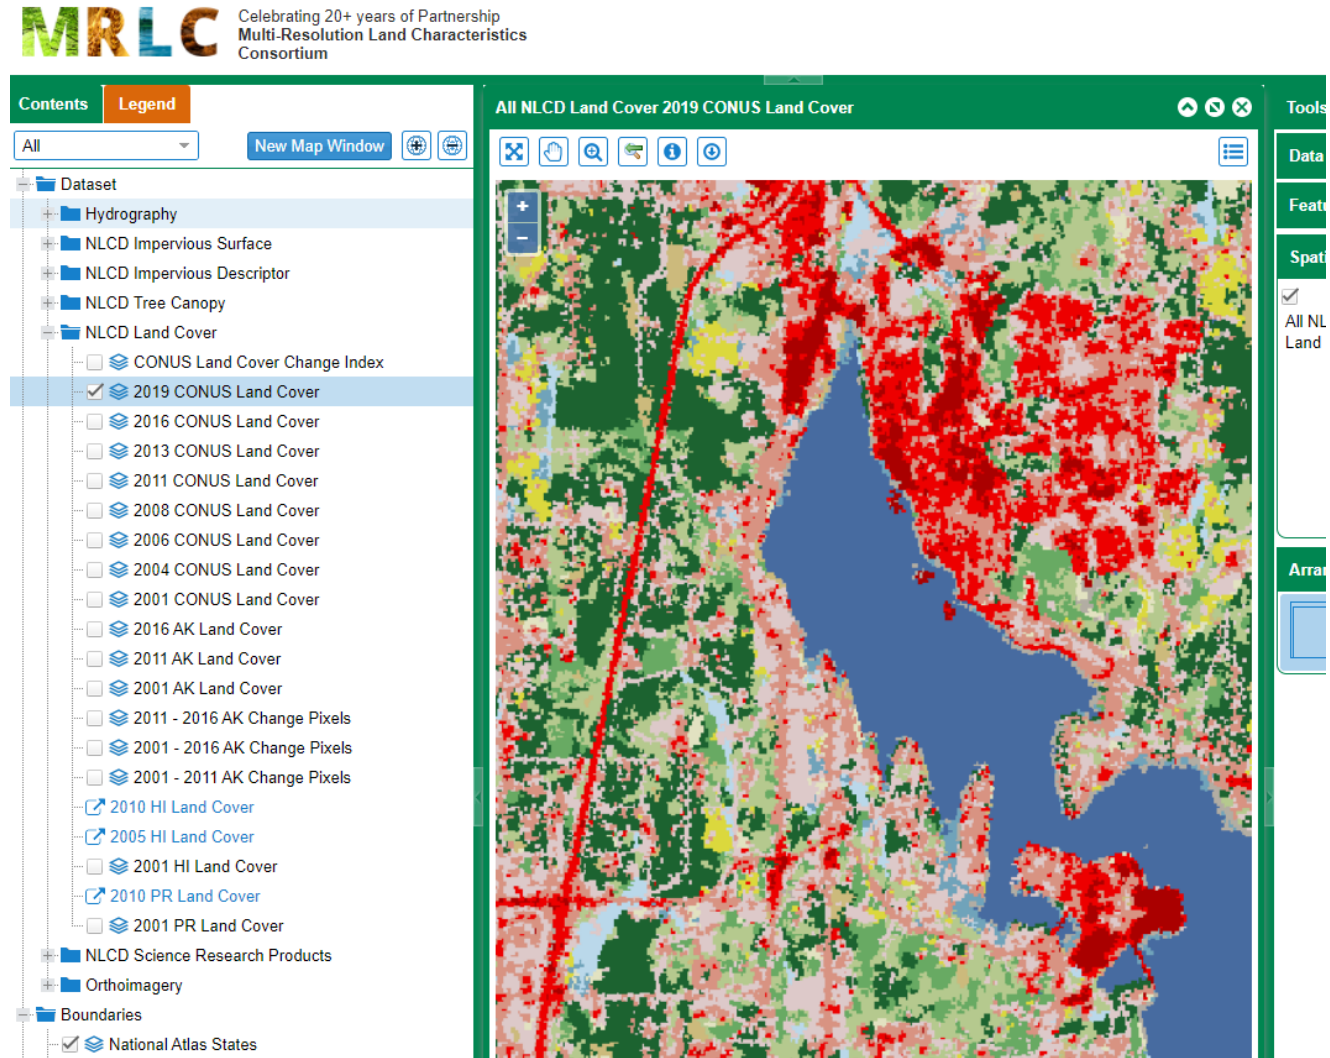 MRLC
Celebrating 20+ years of Partnership
Multi-Resolution Land Characteristics
Consortium
Contents
Legend
All
New Map Window
Dataset
Hydrography
NLCD Impervious Surface
NLCD Impervious Descriptor
NLCD Tree Canopy
NLCD Land Cover
CONUS Land Cover Change Index
2019 CONUS Land Cover
2016 CONUS Land Cover
2013 CONUS Land Cover
2011 CONUS Land Cover
2008 CONUS Land Cover
2006 CONUS Land Cover
2004 CONUS Land Cover
2001 CONUS Land Cover
2016 AK Land Cover
2011 AK Land Cover
2001 AK Land Cover
2011 - 2016 AK Change Pixels
2001 - 2016 AK Change Pixels
2001 - 2011 AK Change Pixels
2010 HI Land Cover
2005 HI Land Cover
2001 HI Land Cover
2010 PR Land Cover
2001 PR Land Cover
NLCD Science Research Products
Orthoimagery
Boundaries
National Atlas States
All NLCD Land Cover 2019 CONUS Land Cover
+
−
Tools
Data
Featu
Spati
All NL
Land
Arran